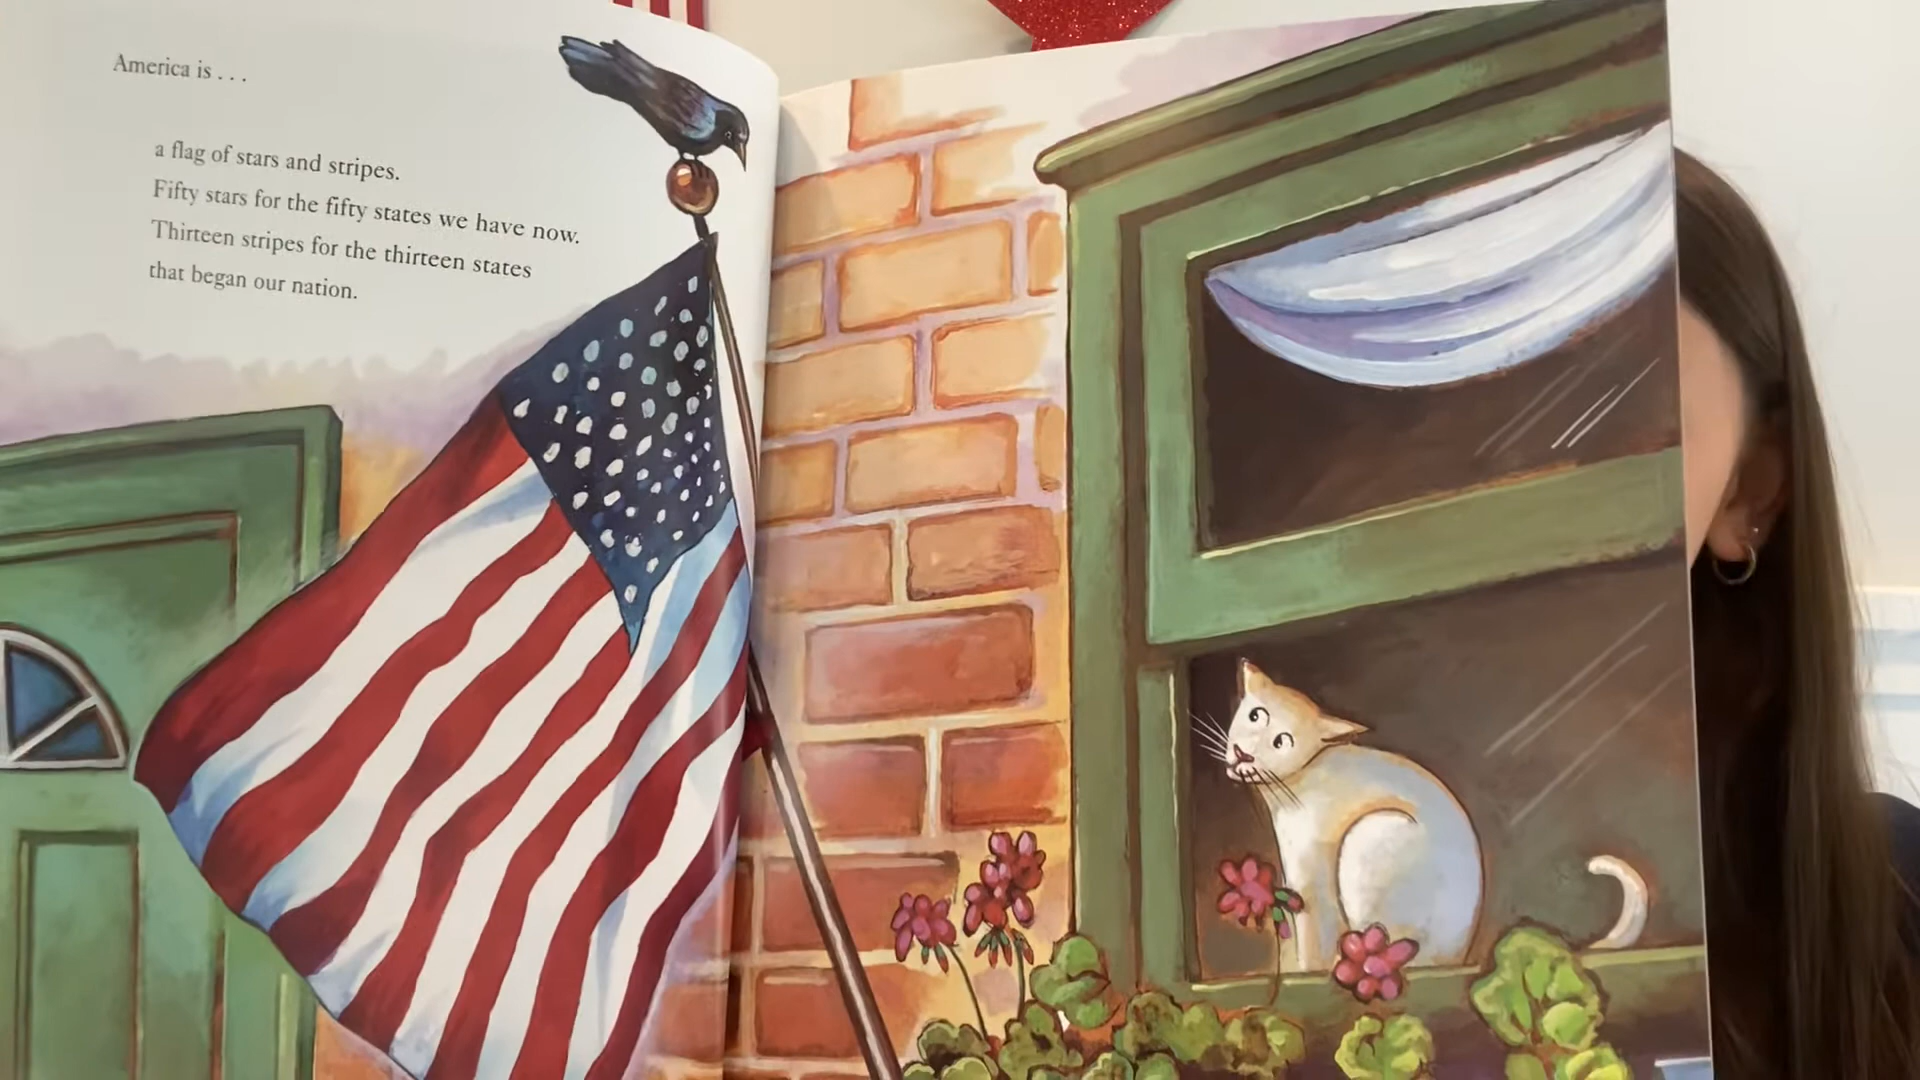 America is . . .
a flag of stars and stripes.
Fifty stars for the fifty states we have now.
Thirteen stripes for the thirteen states
that began our nation.